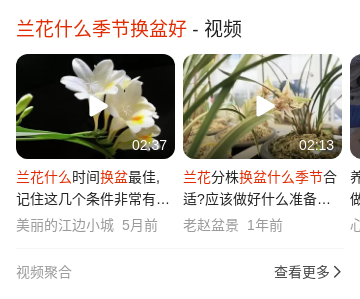 兰花什么季节换盆好 - 视频
02:37
02:13
兰花什么时间换盆最佳,
记住这几个条件非常有…
美丽的江边小城 5月前
兰花分株换盆什么季节合
适?应该做好什么准备…
老赵盆景 1年前
养
心
视频聚合
查看更多